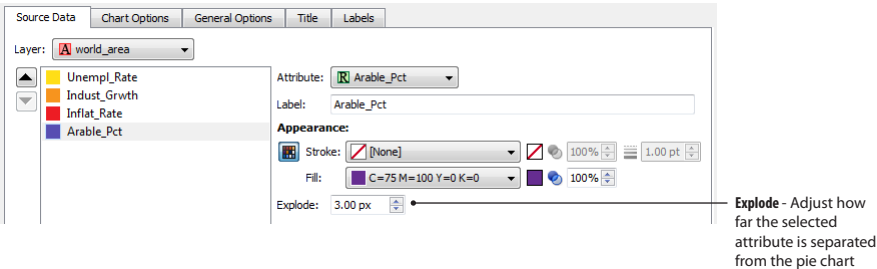 Source Data Chart Options General Options Title Labels
Layer: A world_area
Unempl_Rate
Indust_Grwth
Inflat_Rate
Arable_Pct
Attribute: R Arable_Pct
Label: Arable_Pct
Appearance:
Stroke: [None] 100% 1.00 pt
Fill: C=75 M=100 Y=0 K=0 100%
Explode: 3.00 px
Explode - Adjust how
far the selected
attribute is separated
from the pie chart